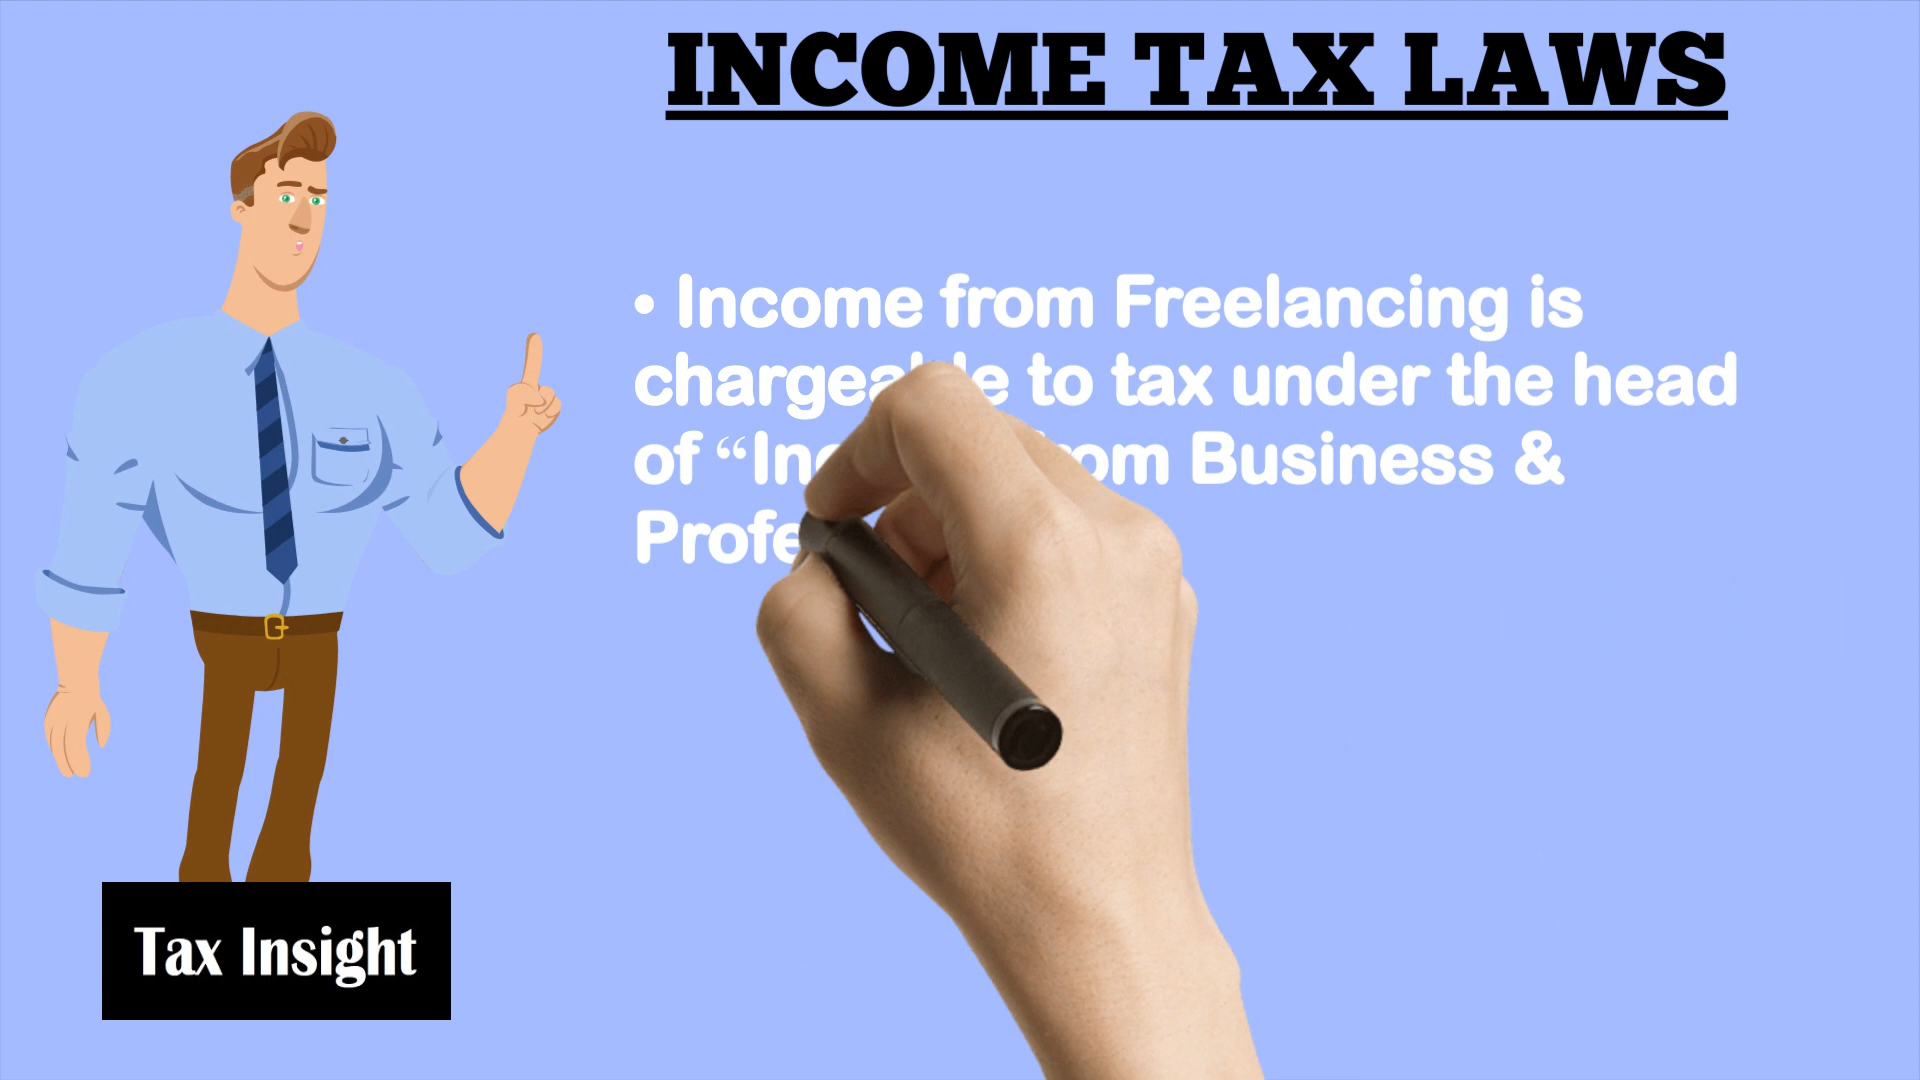 INCOME TAX LAWS
• Income from Freelancing is
to tax under the head
of Business &
Tax Insight